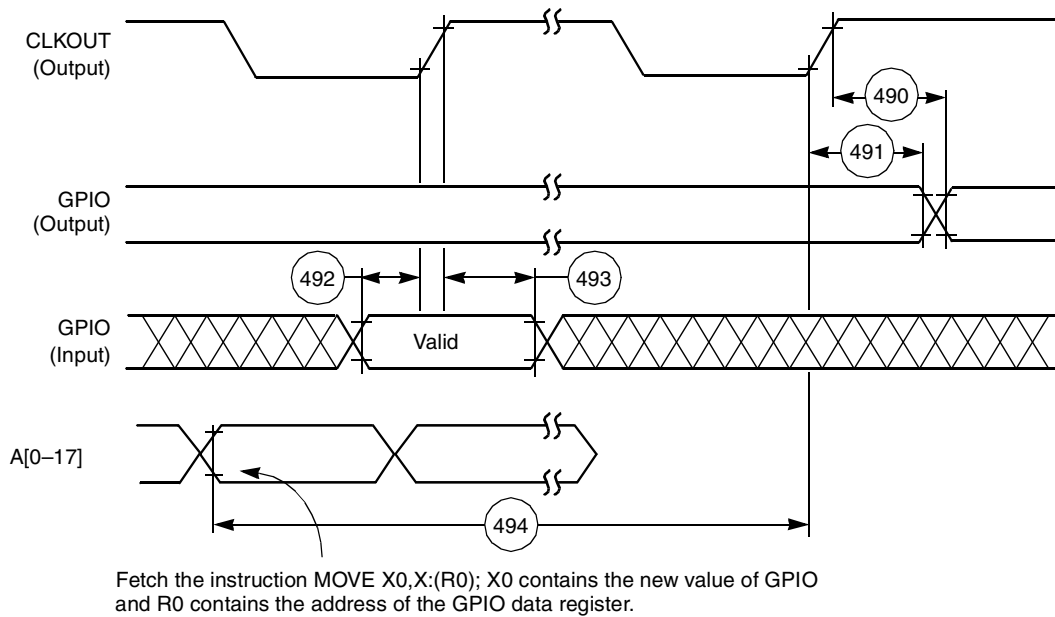 CLKOUT
(Output)
490
491
GPIO
(Output)
492
493
GPIO
(Input)
Valid
A[0–17]
494
Fetch the instruction MOVE X0,X:(R0); X0 contains the new value of GPIO
and R0 contains the address of the GPIO data register.